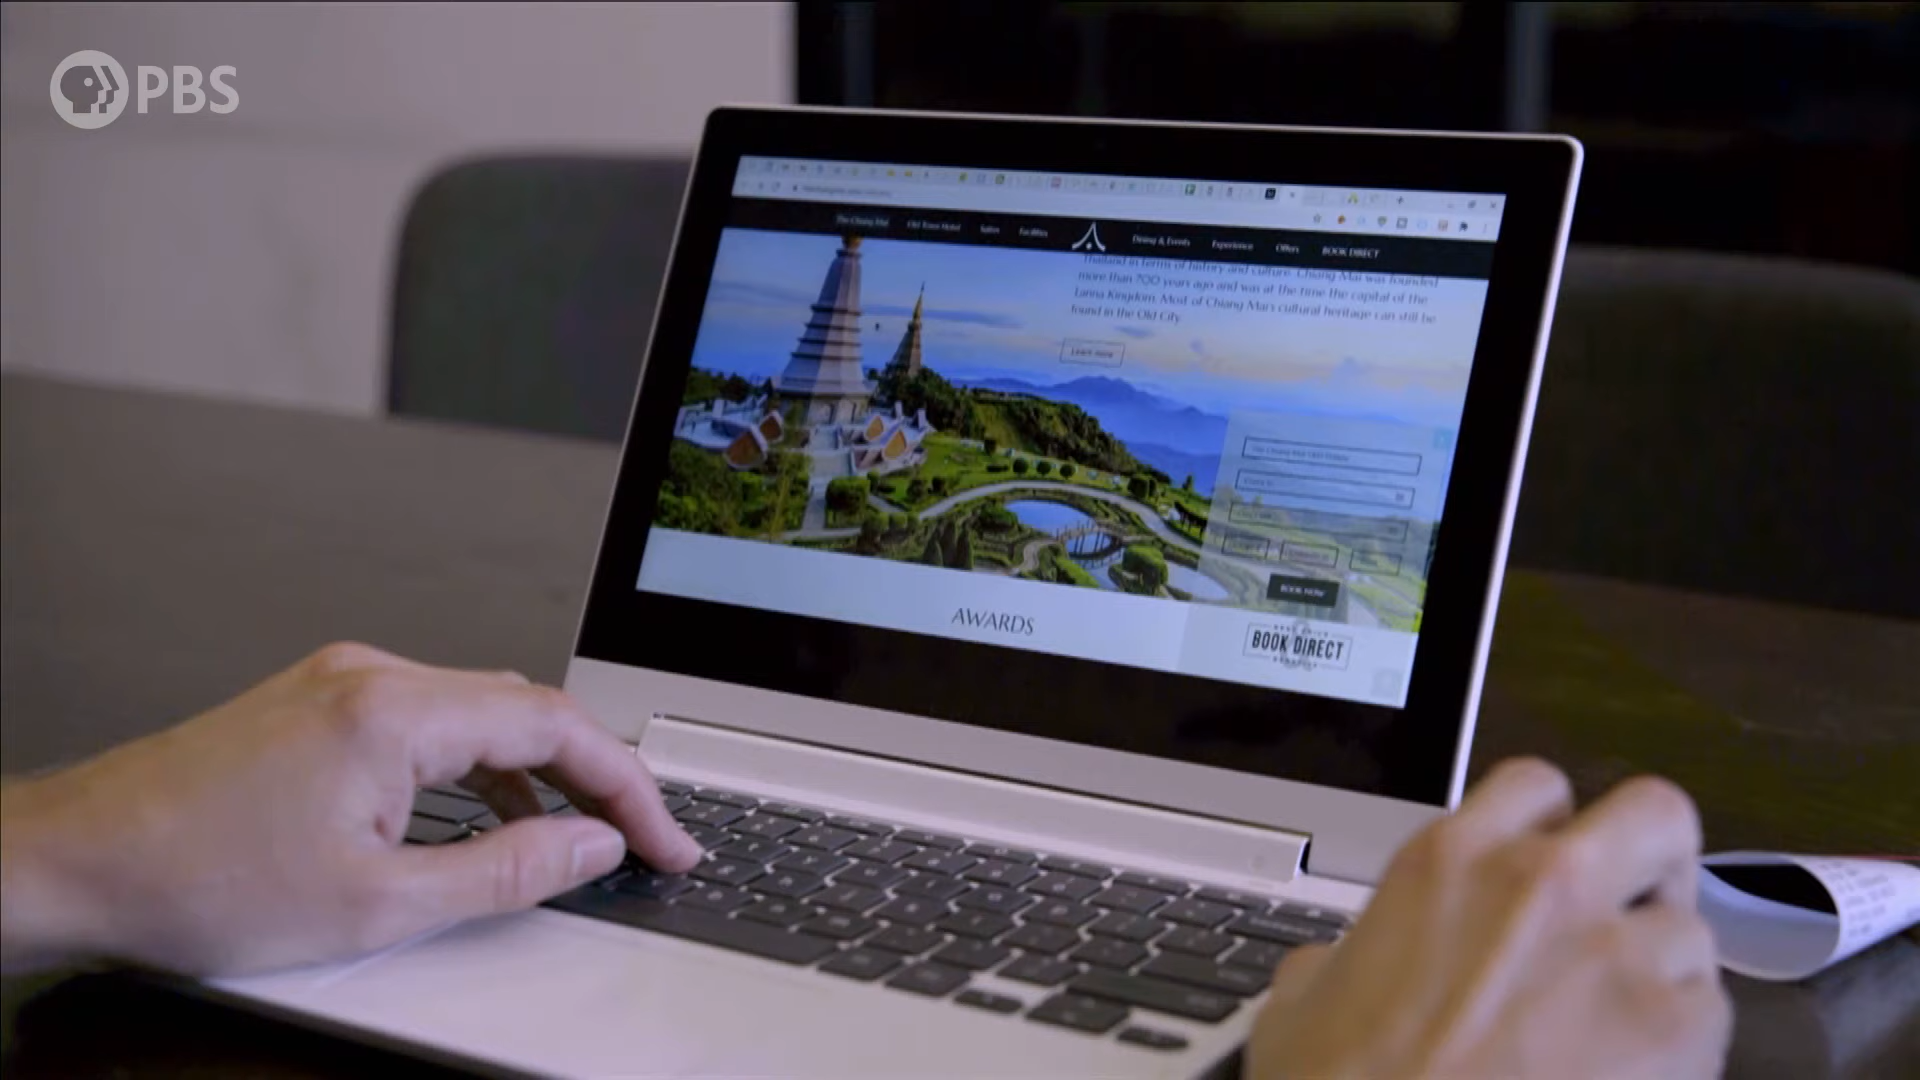 PBS
The Chiang Mai Old Town Hotel Suites Facilities Dining & Events Experience Offers BOOK DIRECT
Thailand in terms of history and culture. Chiang Mai was founded
more than 700 years ago and was at the time the capital of the
Lanna Kingdom. Most of Chiang Mai's cultural heritage can still be
found in the Old City.
Learn more
BOOK NOW
AWARDS
BOOK DIRECT